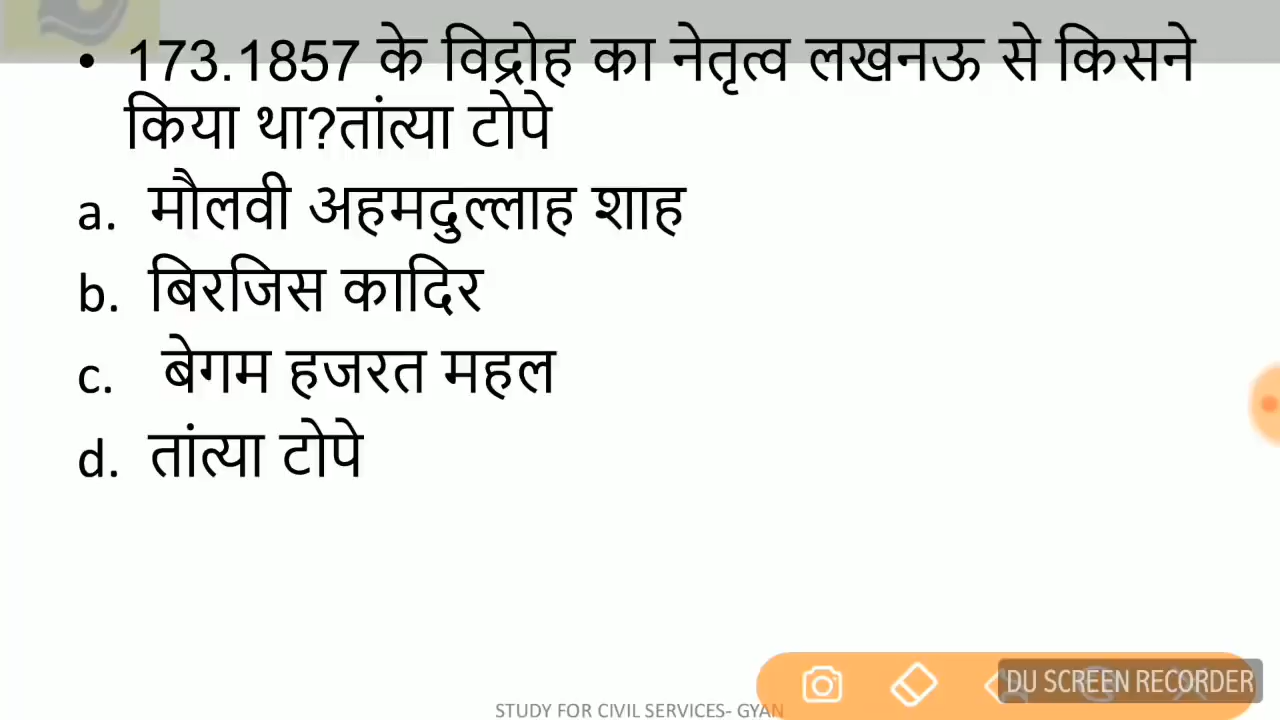 • 173.1857 के विद्रोह का नेतृत्व लखनऊ से किसने
किया था?तांत्या टोपे
a. मौलवी अहमदुल्लाह शाह
b. बिरजिस कादिर
c. बेगम हजरत महल
d. तांत्या टोपे
DU SCREEN RECORDER
STUDY FOR CIVIL SERVICES- GYAN